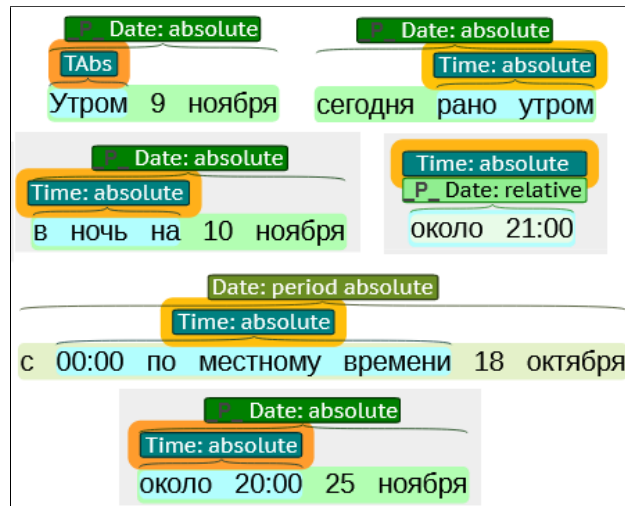 _P_ Date: absolute
TAbs
Утром 9 ноября
_P_ Date: absolute
Time: absolute
сегодня рано утром
_P_ Date: absolute
Time: absolute
в ночь на 10 ноября
Time: absolute
_P_ Date: relative
около 21:00
Date: period absolute
Time: absolute
с 00:00 по местному времени 18 октября
_P_ Date: absolute
Time: absolute
около 20:00 25 ноября